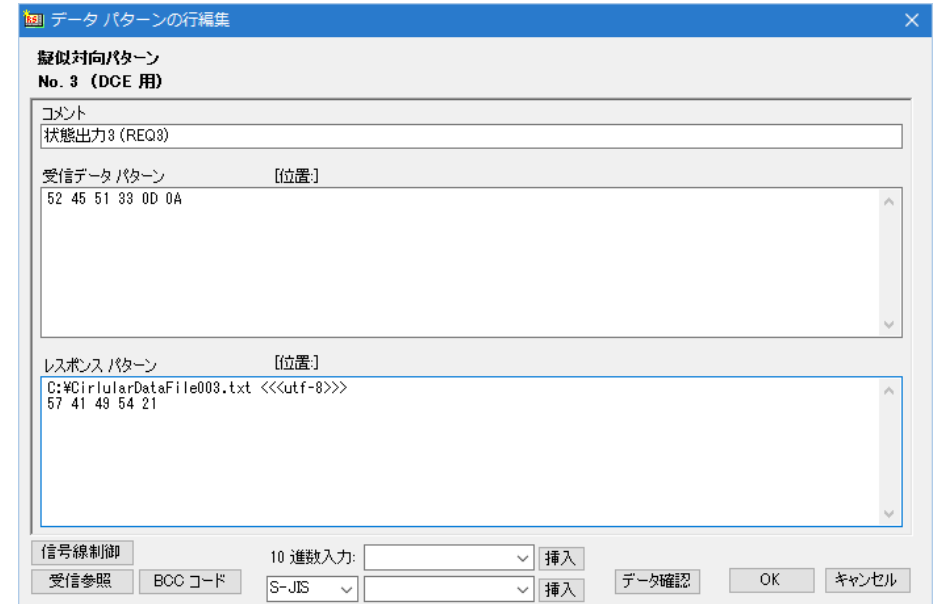 データ パターンの行編集
擬似対向パターン
No. 3 (DCE 用)
コメント
状態出力3 (REQ3)
受信データ パターン [位置:]
52 45 51 33 0D 0A
レスポンス パターン [位置:]
C:¥CirlularDataFile003.txt <<<utf-8>>>
57 41 49 54 21
信号線制御 10 進数入力: 挿入
受信参照 BCC コード S-JIS 挿入 データ確認 OK キャンセル